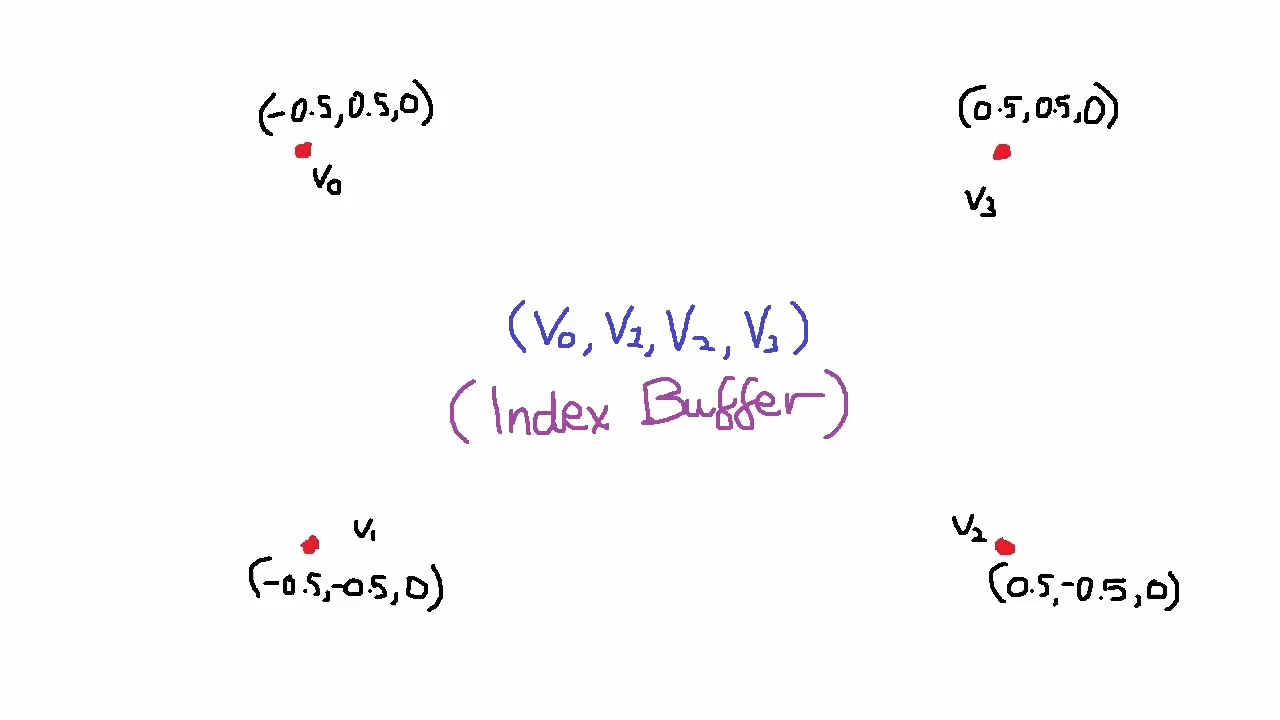 (-0.5,0.5,0)
V0
(0.5,0.5,0)
V3
(V0, V1, V2, V3)
(Index Buffer)
V1
(-0.5,-0.5,0)
V2
(0.5,-0.5,0)